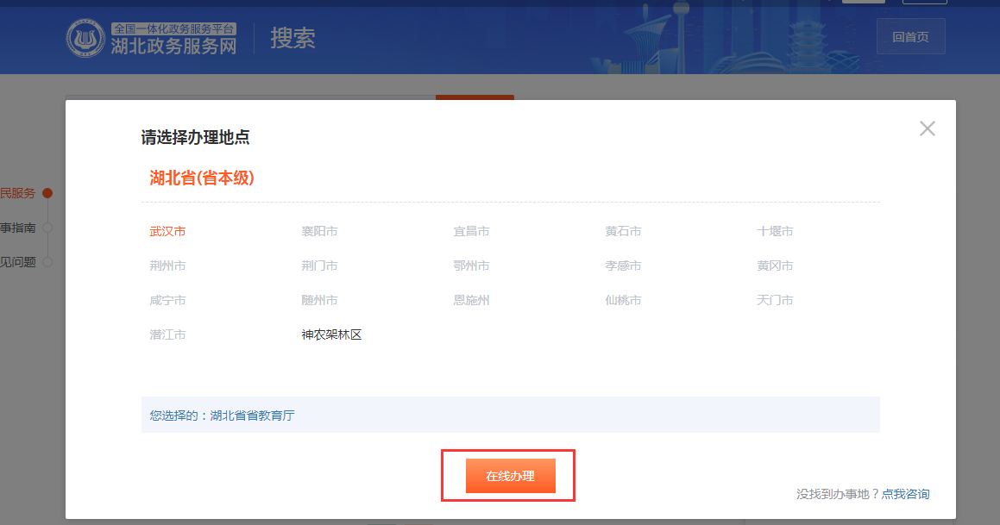 全国一体化政务服务平台
湖北政务服务网
搜索
回首页
请选择办理地点
湖北省(省本级)
民服务
事指南
见问题
武汉市 襄阳市 宜昌市 黄石市 十堰市
荆州市 荆门市 鄂州市 孝感市 黄冈市
咸宁市 随州市 恩施州 仙桃市 天门市
潜江市 神农架林区
您选择的：湖北省省教育厅
在线办理
没找到办事地？点我咨询